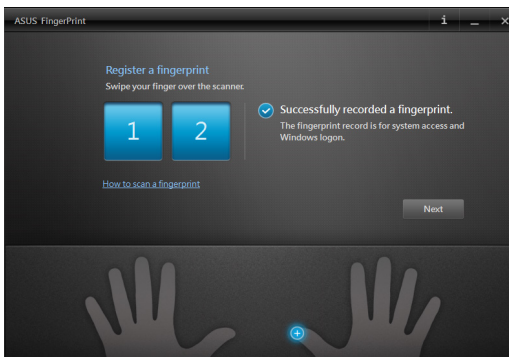 ASUS FingerPrint
Register a fingerprint
Swipe your finger over the scanner.
1 2
Successfully recorded a fingerprint.
The fingerprint record is for system access and
Windows logon.
How to scan a fingerprint
Next